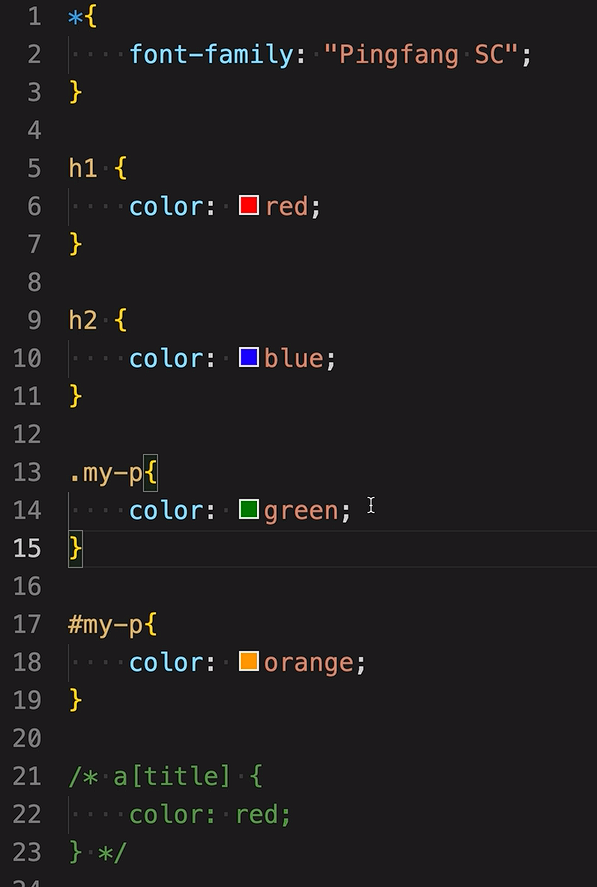 1 *{
2     font-family: "Pingfang SC";
3 }
4
5 h1 {
6     color: red;
7 }
8
9 h2 {
10     color: blue;
11 }
12
13 .my-p{
14     color: green;
15 }
16
17 #my-p{
18     color: orange;
19 }
20
21 /* a[title] {
22     color: red;
23 } */
24